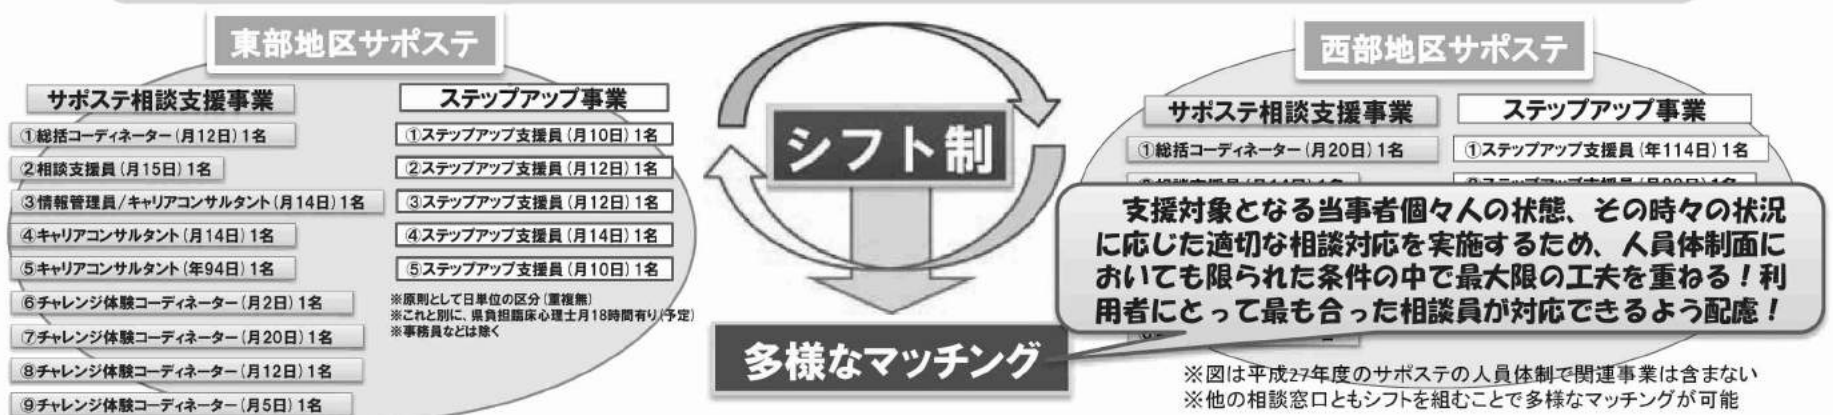 東部地区サポステ
サポステ相談支援事業
①総括コーディネーター(月12日)1名
②相談支援員(月15日)1名
③情報管理員/キャリアコンサルタント(月14日)1名
④キャリアコンサルタント(月14日)1名
⑤キャリアコンサルタント(年94日)1名
⑥チャレンジ体験コーディネーター(月2日)1名
⑦チャレンジ体験コーディネーター(月20日)1名
⑧チャレンジ体験コーディネーター(月12日)1名
⑨チャレンジ体験コーディネーター(月5日)1名
ステップアップ事業
①ステップアップ支援員(月10日)1名
②ステップアップ支援員(月12日)1名
③ステップアップ支援員(月12日)1名
④ステップアップ支援員(月14日)1名
⑤ステップアップ支援員(月10日)1名
※原則として日単位の区分(重複無)
※これと別に、県負担臨床心理士月18時間有り(予定)
※事務員などは除く
シフト制
多様なマッチング
西部地区サポステ
サポステ相談支援事業
①総括コーディネーター(月20日)1名
ステップアップ事業
①ステップアップ支援員(年114日)1名
支援対象となる当事者個々人の状態、その時々の状況
に応じた適切な相談対応を実施するため、人員体制面に
おいても限られた条件の中で最大限の工夫を重ねる!利
用者にとって最も合った相談員が対応できるよう配慮!
※図は平成27年度のサポステの人員体制で関連事業は含まない
※他の相談窓口ともシフトを組むことで多様なマッチングが可能